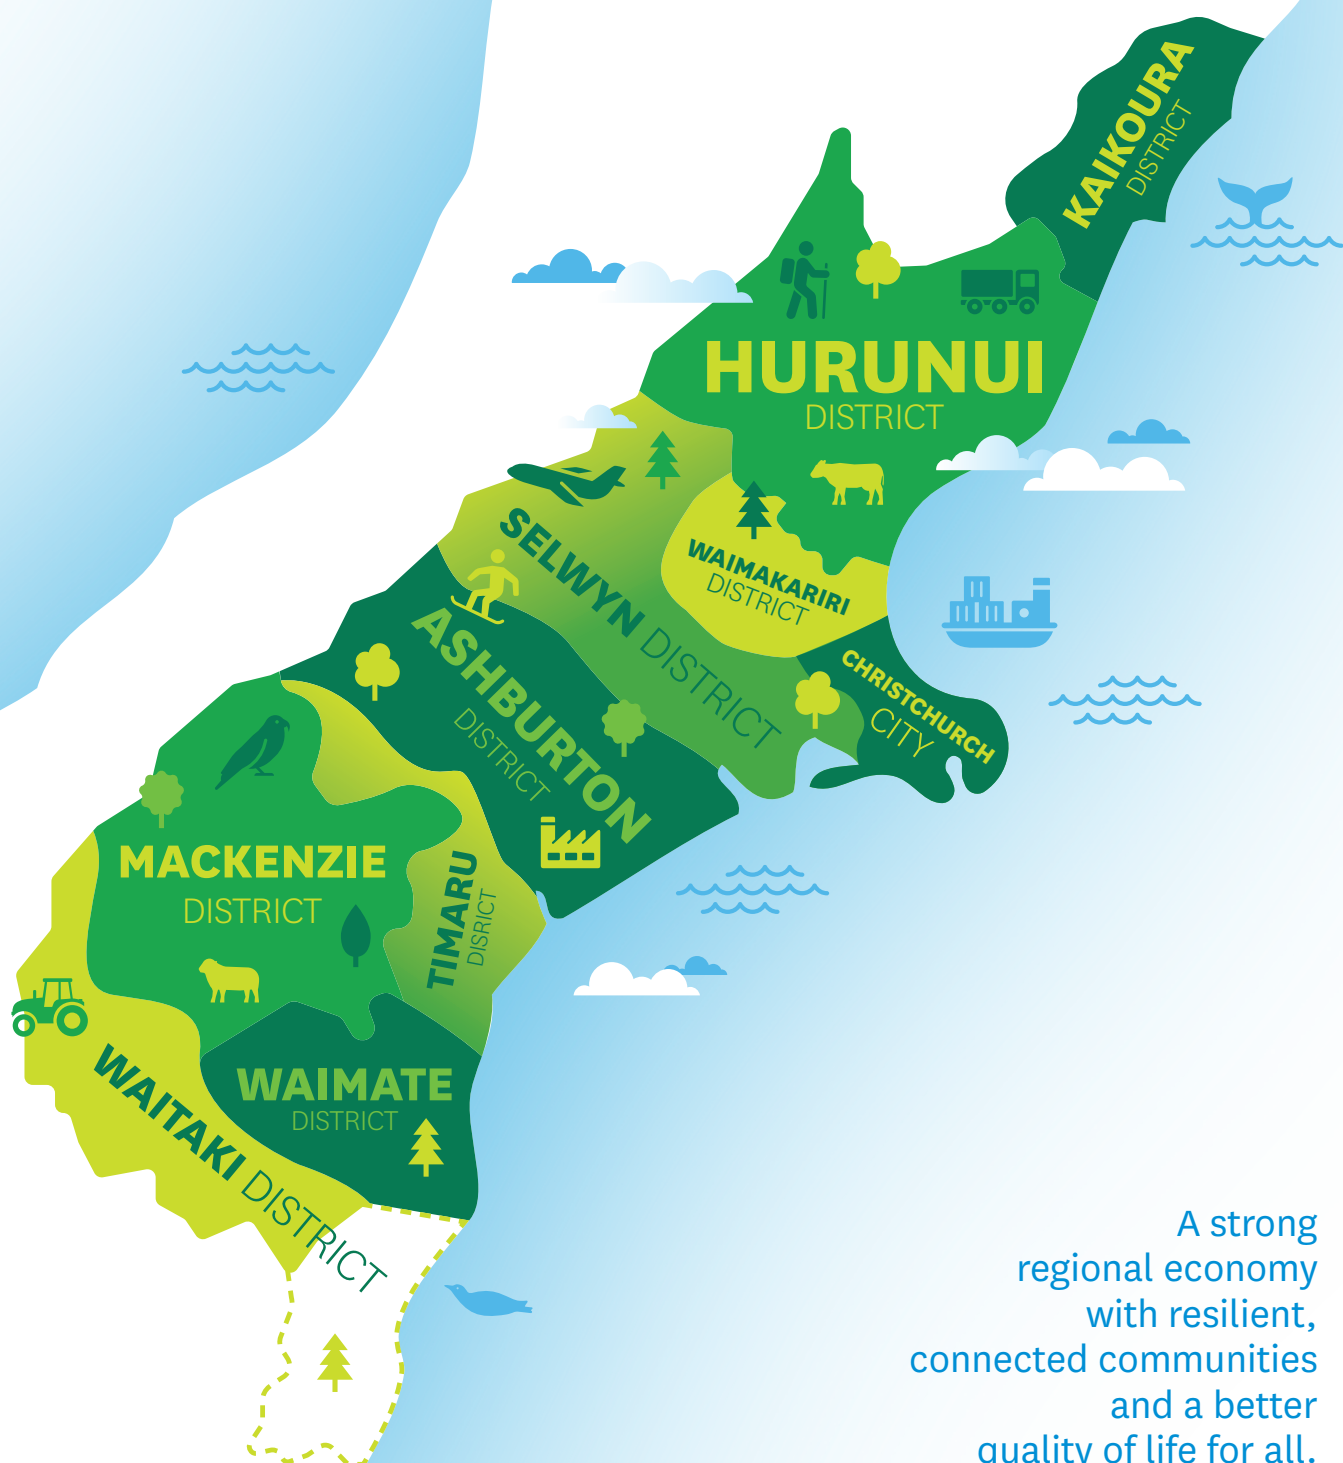 KAIKOURA
DISTRICT
HURUNUI
DISTRICT
SELWYN DISTRICT
WAIMAKARIRI
DISTRICT
CHRISTCHURCH
CITY
ASHBURTON
DISTRICT
MACKENZIE
DISTRICT
TIMARU
DISRICT
WAIMATE
DISTRICT
WAITAKI DISTRICT
A strong
regional economy
with resilient,
connected communities
and a better
quality of life for all.